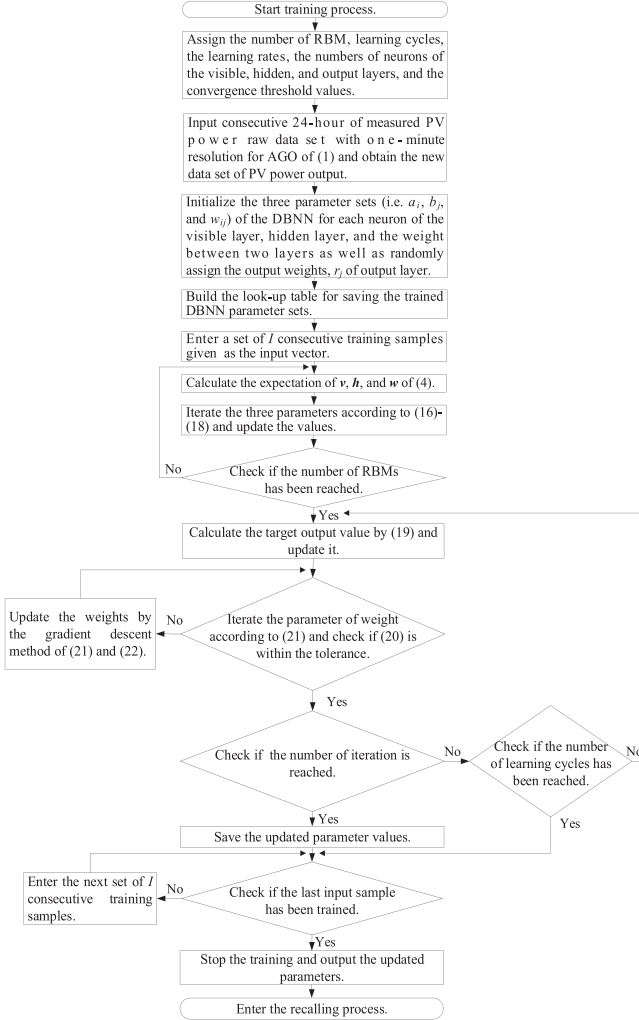 Start training process.
Assign the number of RBM, learning cycles,
the learning rates, the numbers of neurons of
the visible, hidden, and output layers, and the
convergence threshold values.
Input consecutive 24-hour of measured PV
power raw data set with one-minute
resolution for AGO of (1) and obtain the new
data set of PV power output.
Initialize the three parameter sets (i.e. ai, bj,
and wij) of the DBNN for each neuron of the
visible layer, hidden layer, and the weight
between two layers as well as randomly
assign the output weights, rj of output layer.
Build the look-up table for saving the trained
DBNN parameter sets.
Enter a set of I consecutive training samples
given as the input vector.
Calculate the expectation of v, h, and w of (4).
Iterate the three parameters according to (16)-
(18) and update the values.
No
Check if the number of RBMs
has been reached.
Yes
Calculate the target output value by (19) and
update it.
Update the weights by
the gradient descent
method of (21) and (22).
No
Iterate the parameter of weight
according to (21) and check if (20) is
within the tolerance.
Yes
Check if the number of iteration is
reached.
No
Check if the number
of learning cycles has
been reached.
No
Yes
Yes
Save the updated parameter values.
Enter the next set of I
consecutive training
samples.
No
Check if the last input sample
has been trained.
Yes
Stop the training and output the updated
parameters.
Enter the recalling process.